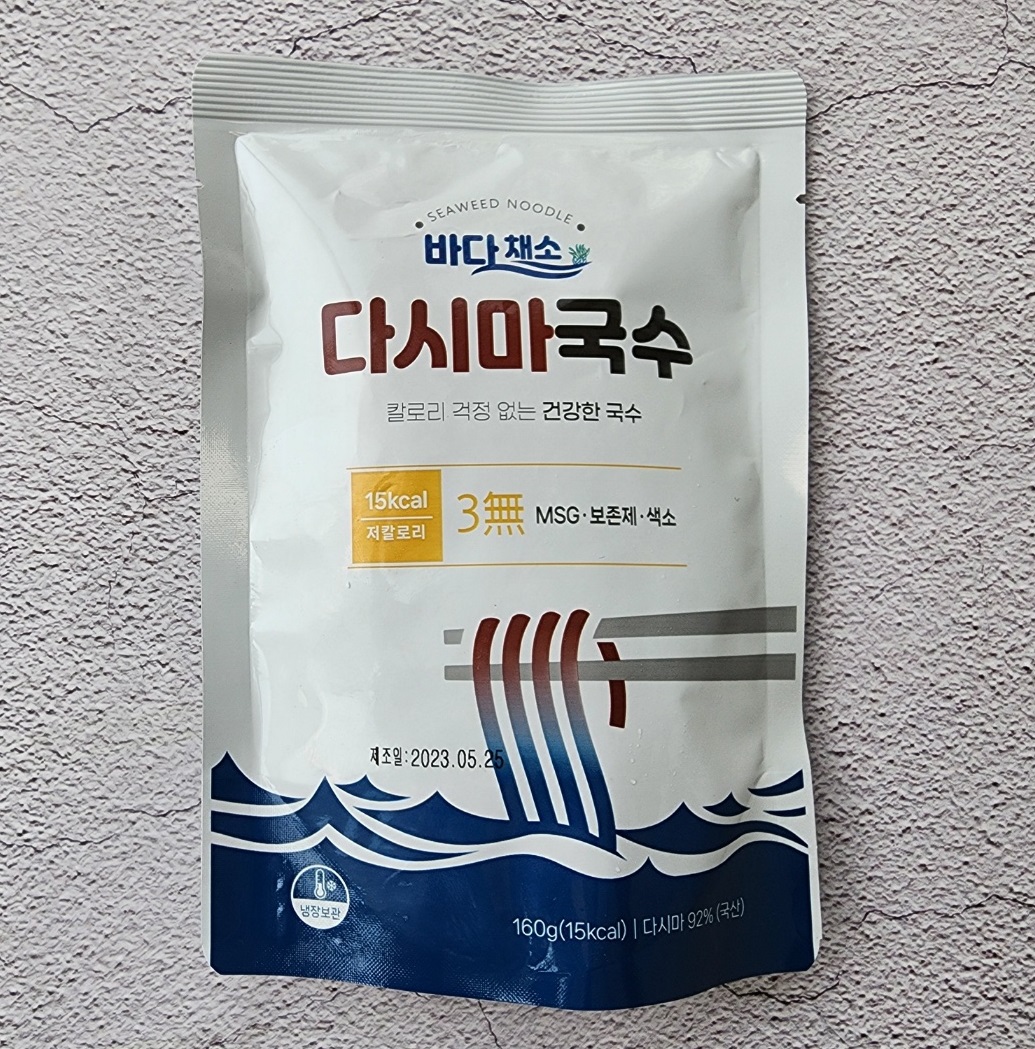 SEAWEED NOODLE
바다 채소
다시마국수
칼로리 걱정 없는 건강한 국수
15kcal
저칼로리
3無 MSG·보존제·색소
제조일:2023.05.25
냉장보관
160g(15kcal) | 다시마 92% (국산)